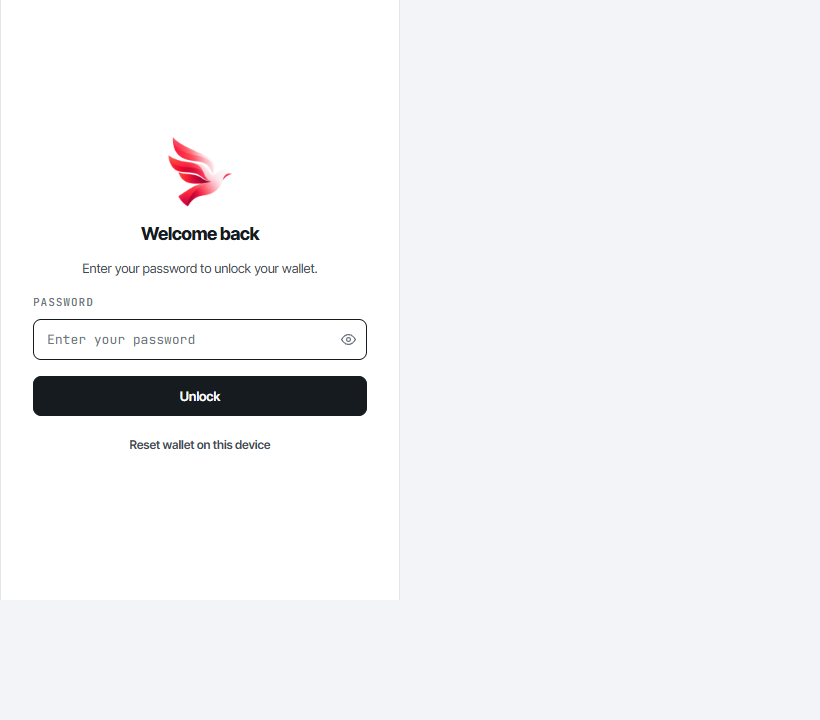 Welcome back
Enter your password to unlock your wallet.
PASSWORD
Enter your password
Unlock
Reset wallet on this device